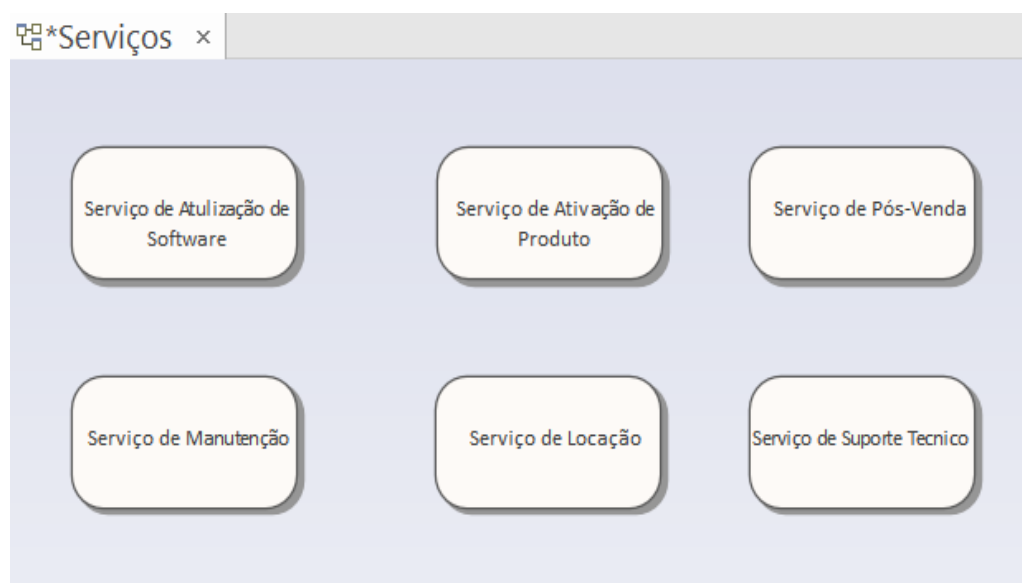 *Serviços ×
Serviço de Atulização de
Software
Serviço de Ativação de
Produto
Serviço de Pós-Venda
Serviço de Manutenção
Serviço de Locação
Serviço de Suporte Tecnico